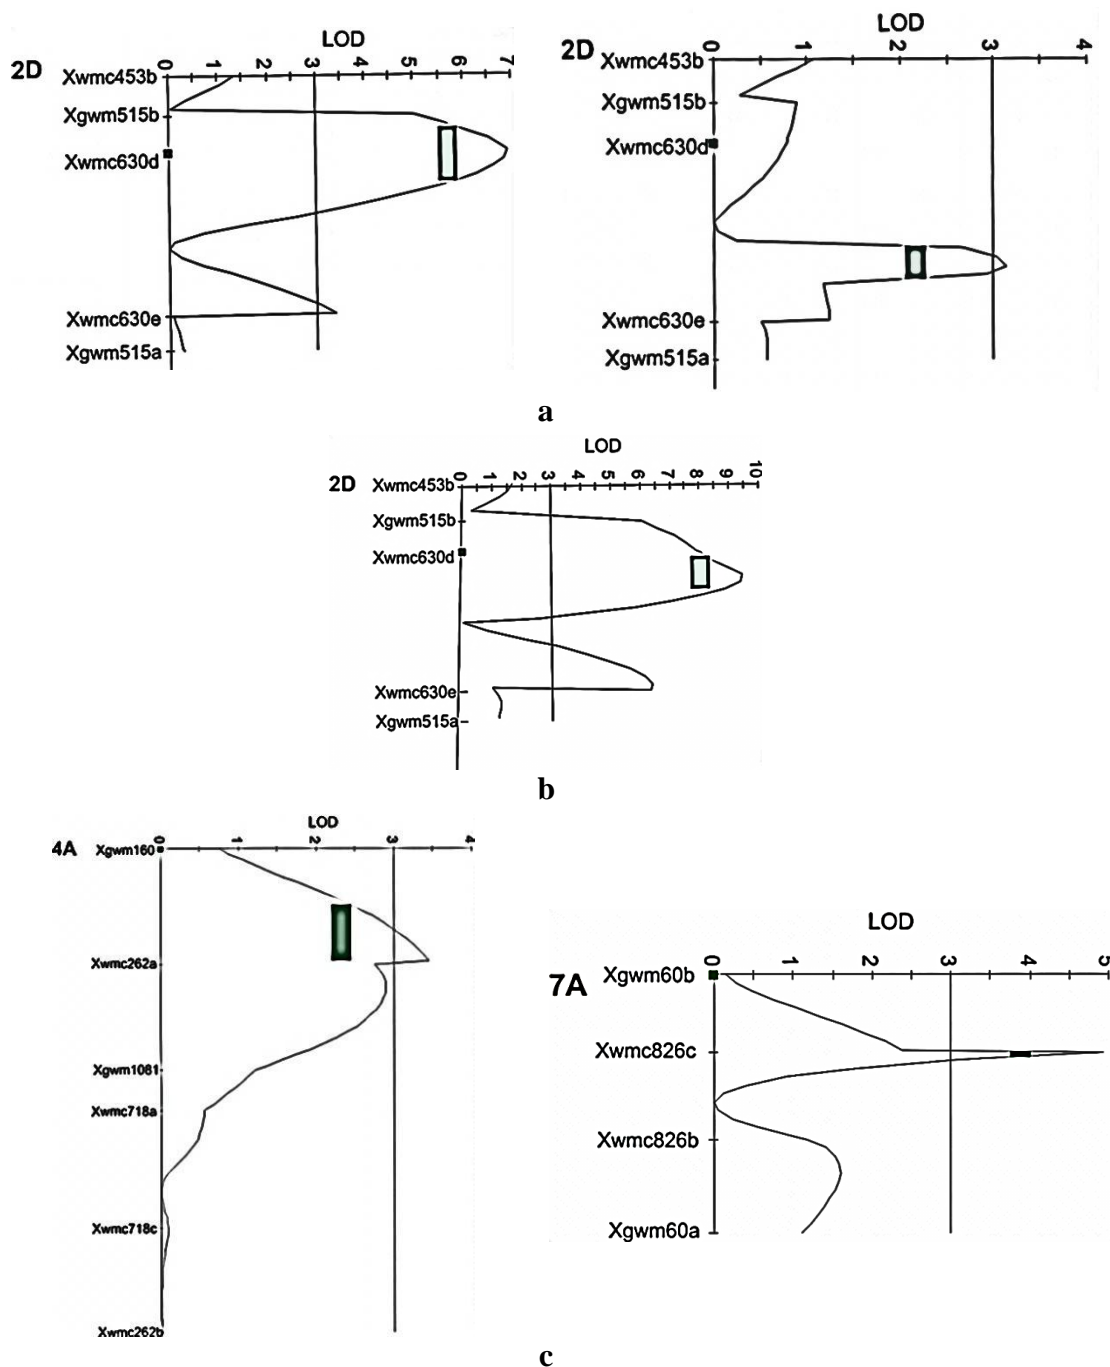 LOD
2D
0 1 2 3 4 5 6 7
Xwmc453b
Xgwm515b
Xwmc630d
Xwmc630e
Xgwm515a
LOD
2D
0 1 2 3 4
Xwmc453b
Xgwm515b
Xwmc630d
Xwmc630e
Xgwm515a
a
LOD
2D
0 1 2 3 4 5 6 7 8 9 10
Xwmc453b
Xgwm515b
Xwmc630d
Xwmc630e
Xgwm515a
b
LOD
4A
0 1 2 3 4
Xgwm160
Xwmc262a
Xgwm1081
Xwmc718a
Xwmc718c
Xwmc262b
LOD
7A
0 1 2 3 4 5
Xgwm60b
Xwmc826c
Xwmc826b
Xgwm60a
c